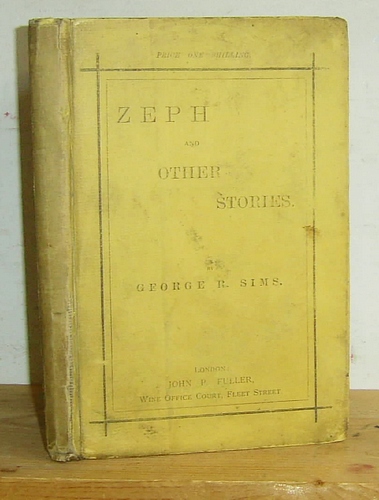 PRICE ONE SHILLING.
ZEPH
AND
OTHER
STORIES.
BY
GEORGE R. SIMS.
LONDON:
JOHN P. FULLER,
WINE OFFICE COURT, FLEET STREET